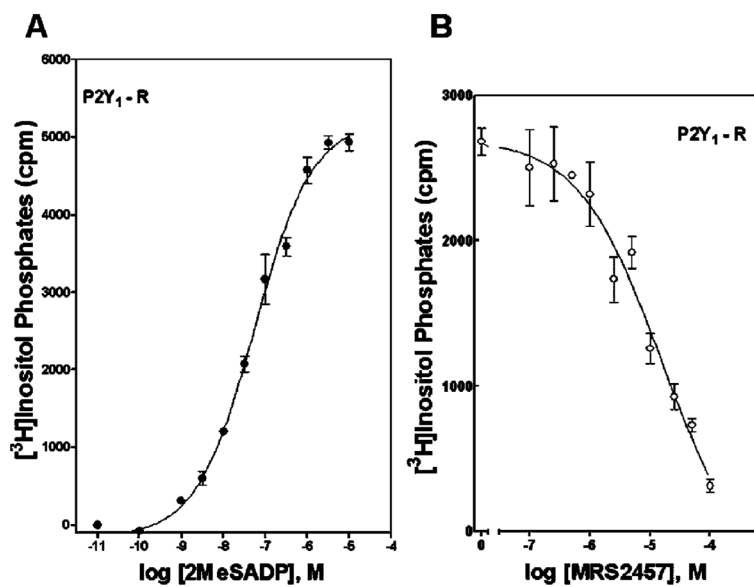 A
B
P2Y₁ - R
[³H]Inositol Phosphates (cpm)
6000
5000
4000
3000
2000
1000
0
-11 -10 -9 -8 -7 -6 -5 -4
log [2MeSADP], M
P2Y₁ - R
[³H]Inositol Phosphates (cpm)
3000
2000
1000
0
0 -7 -6 -5 -4
log [MRS2457], M